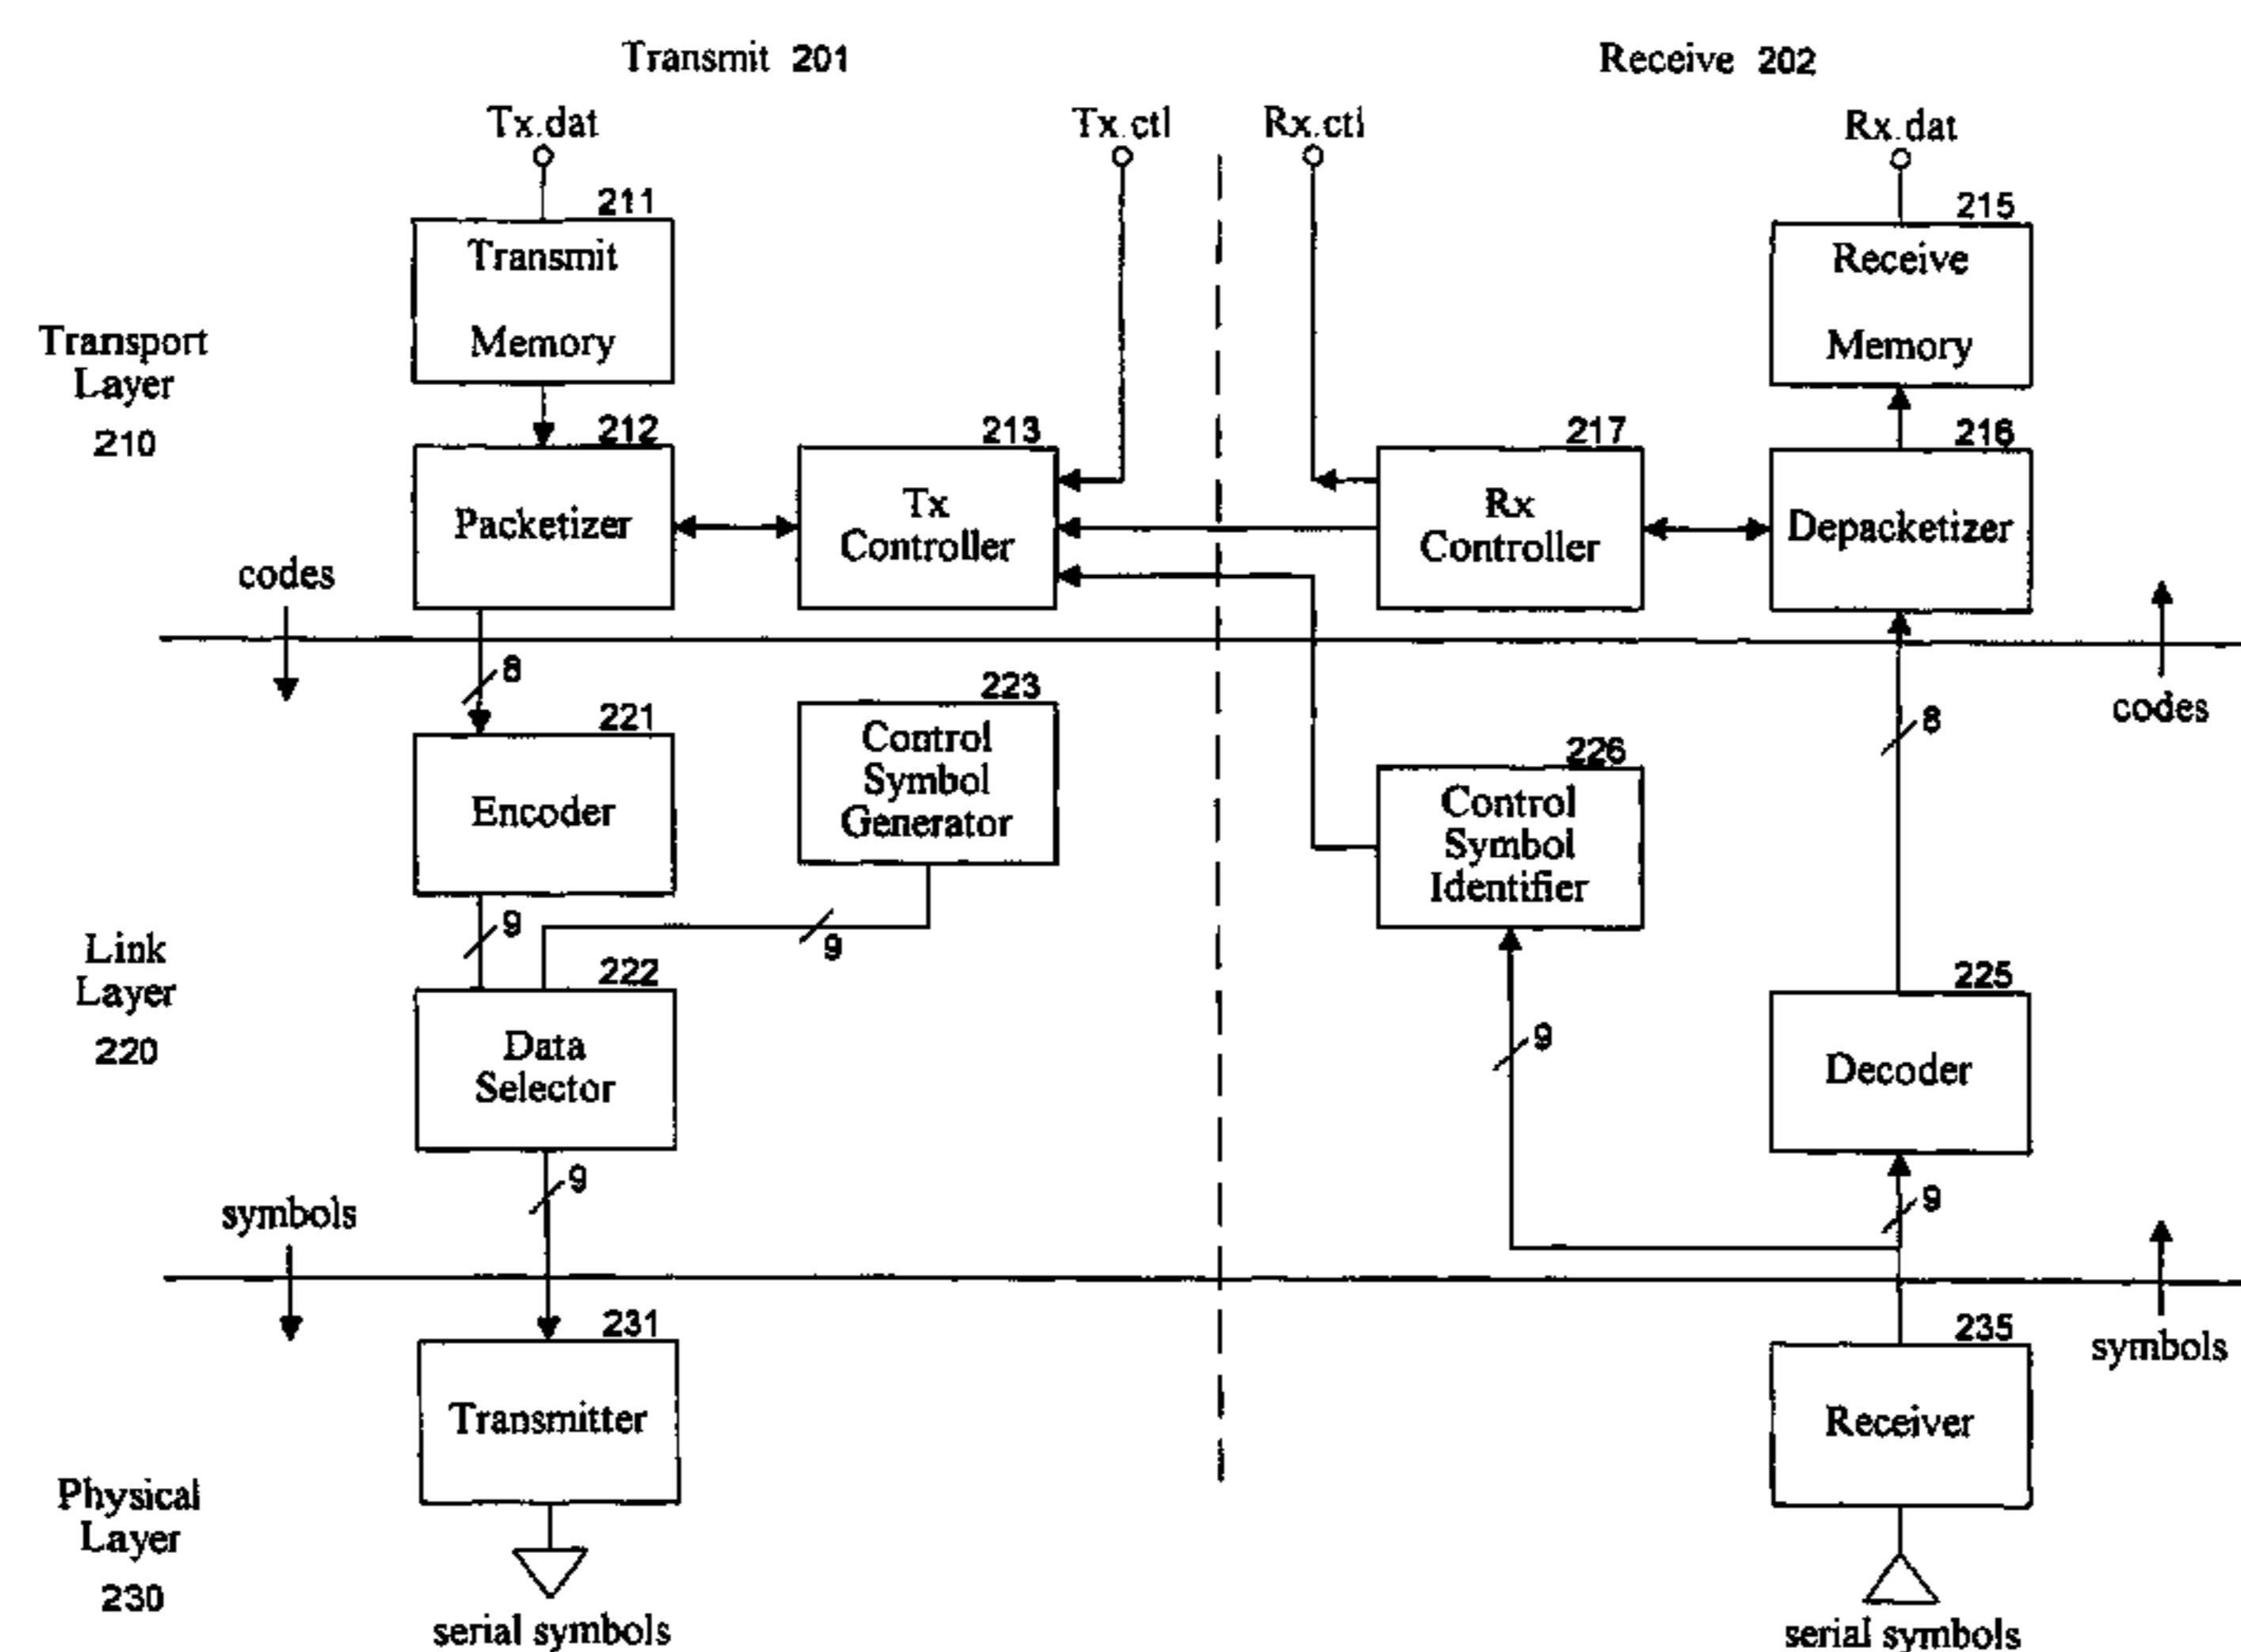 Transmit 201
Receive 202
Tx.dat
Tx.ctl
Rx.ctl
Rx.dat
211
Transmit
Memory
215
Receive
Memory
Transport
Layer
210
212
Packetizer
213
Tx
Controller
217
Rx
Controller
216
Depacketizer
codes
codes
8
8
221
Encoder
223
Control
Symbol
Generator
226
Control
Symbol
Identifier
9
9
Link
Layer
220
222
Data
Selector
9
225
Decoder
9
9
symbols
symbols
231
Transmitter
235
Receiver
Physical
Layer
230
serial symbols
serial symbols